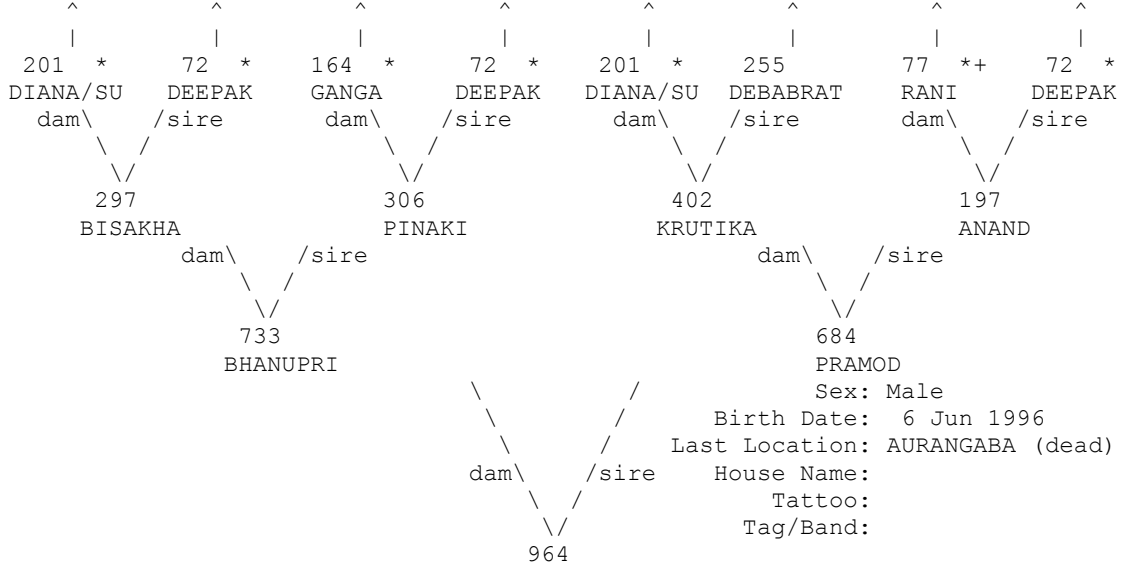 ^ ^ ^ ^ ^ ^ ^ ^
| | | | | | | |
201 * 72 * 164 * 72 * 201 * 255 77 *+ 72 *
DIANA/SU DEEPAK GANGA DEEPAK DIANA/SU DEBABRAT RANI DEEPAK
dam\ /sire dam\ /sire dam\ /sire dam\ /sire
\ / \ / \ / \ /
\/ \/ \/ \/
297 306 402 197
BISAKHA PINAKI KRUTIKA ANAND
dam\ /sire dam\ /sire
\ / \ /
\/ \/
733 684
BHANUPRI PRAMOD
\ / Sex: Male
\ / Birth Date: 6 Jun 1996
\ / Last Location: AURANGABA (dead)
dam\ /sire House Name:
\ / Tattoo:
\/ Tag/Band:
964